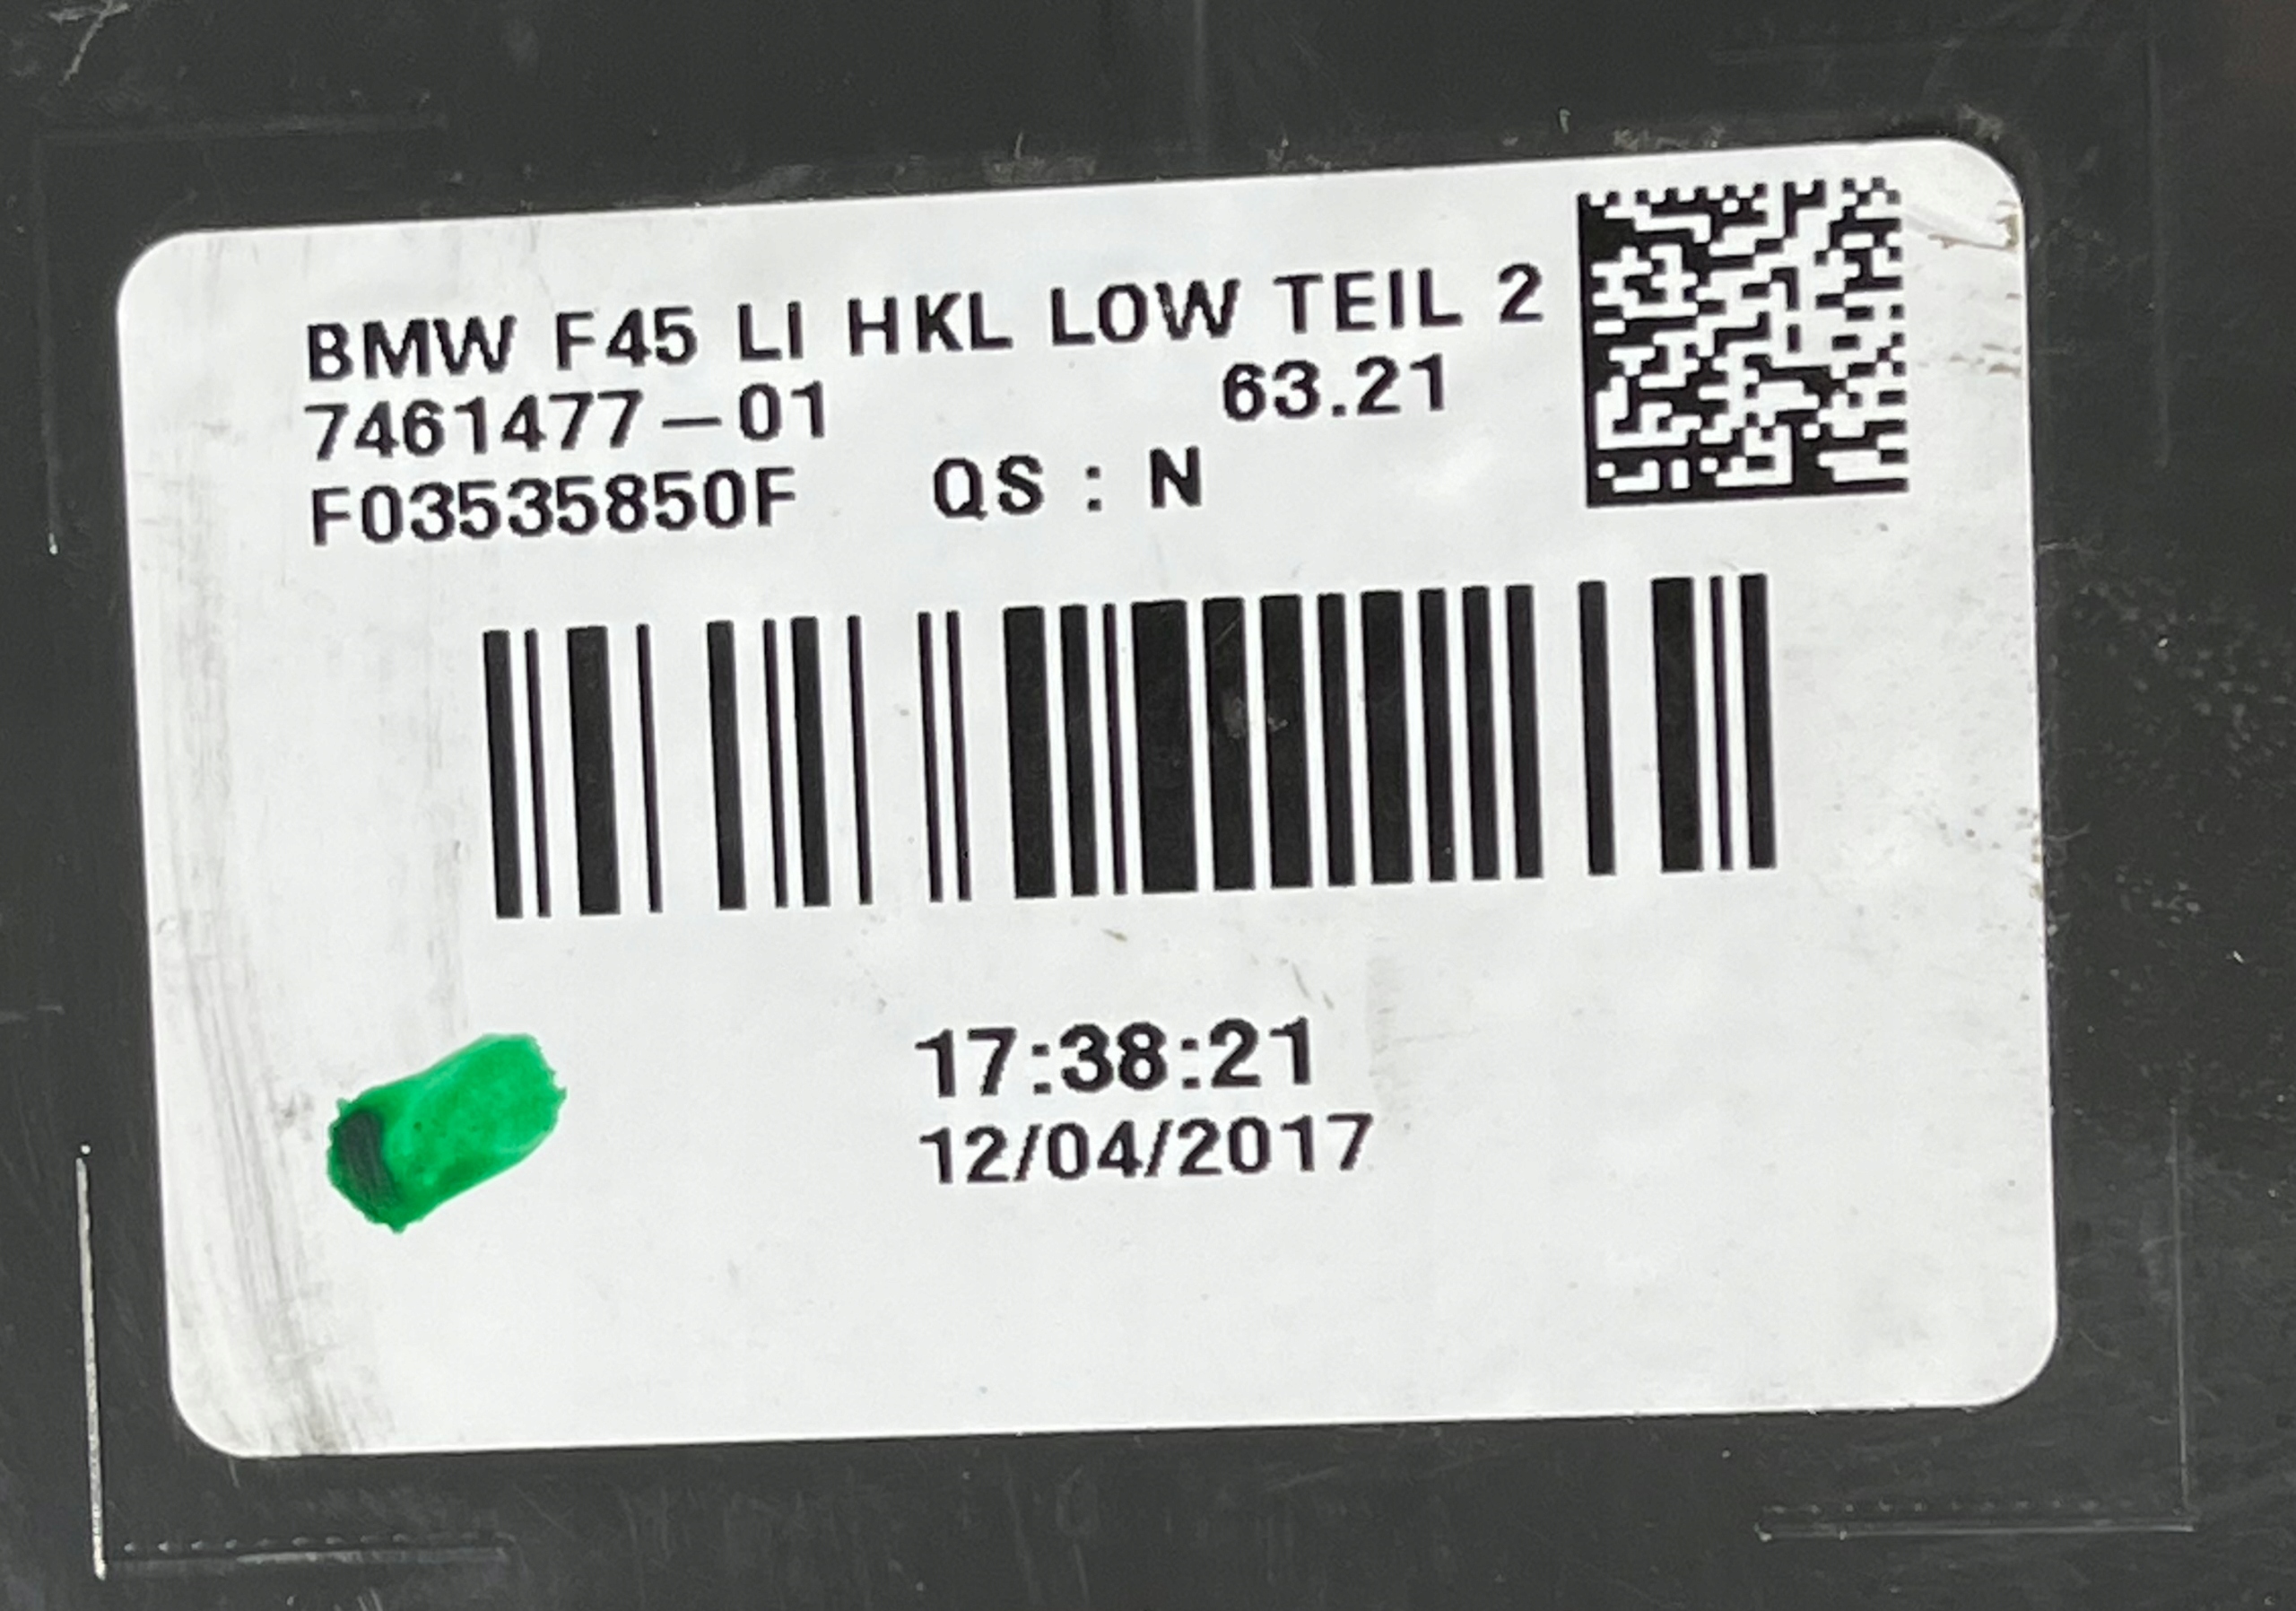 BMW F45 LI HKL LOW TEIL 2
7461477-01 63.21
F03535850F QS : N
17:38:21
12/04/2017